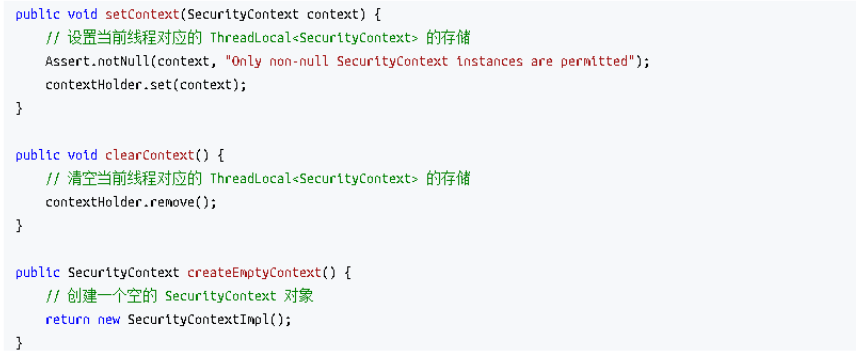 public void setContext(SecurityContext context) {
    // 设置当前线程对应的 ThreadLocal<SecurityContext> 的存储
    Assert.notNull(context, "Only non-null SecurityContext instances are permitted");
    contextHolder.set(context);
}

public void clearContext() {
    // 清空当前线程对应的 ThreadLocal<SecurityContext> 的存储
    contextHolder.remove();
}

public SecurityContext createEmptyContext() {
    // 创建一个空的 SecurityContext 对象
    return new SecurityContextImpl();
}